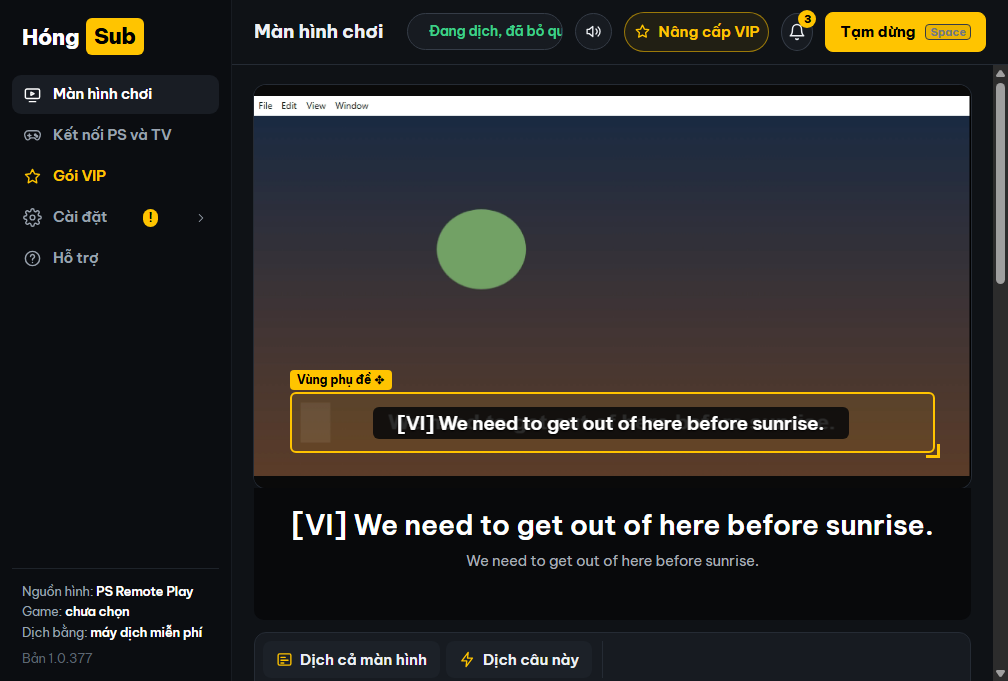 Hóng Sub
Màn hình chơi
Kết nối PS và TV
Gói VIP
Cài đặt !
Hỗ trợ
Nguồn hình: PS Remote Play
Game: chưa chọn
Dịch bằng: máy dịch miễn phí
Bản 1.0.377
Màn hình chơi
Đang dịch, đã bỏ qu
Nâng cấp VIP
3
Tạm dừng Space
File Edit View Window
Vùng phụ đề
[VI] We need to get out of here before sunrise.
[VI] We need to get out of here before sunrise.
We need to get out of here before sunrise.
Dịch cả màn hình
Dịch câu này